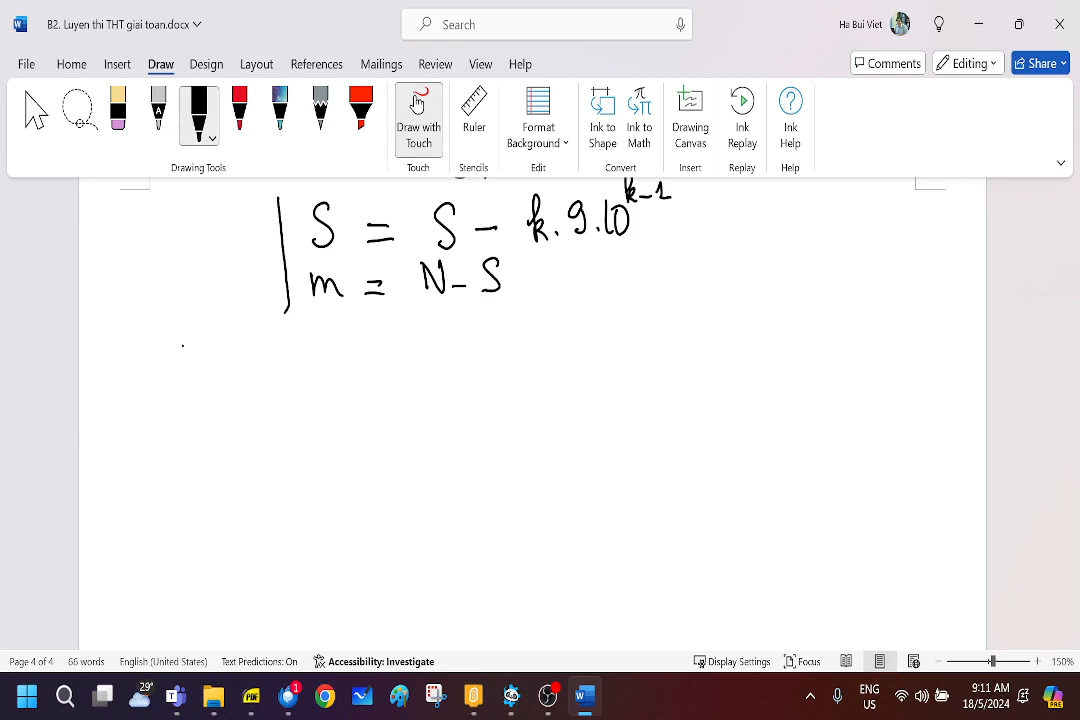 B2. Luyen thi THT giai toan.docx
Search
Ha Bui Viet
File Home Insert Draw Design Layout References Mailings Review View Help
Comments Editing Share
Draw with Touch
Ruler
Format Background
Ink to Shape
Ink to Math
Drawing Canvas
Ink Replay
Ink Help
Drawing Tools Touch Stencils Edit Convert Insert Replay Help
S = S - k.9.10^{k-1}
m = N - S
Page 4 of 4 66 words English (United States) Text Predictions: On Accessibility: Investigate Display Settings Focus 150%
29° 1 PDF ENG US 9:11 AM 18/5/2024 PRE